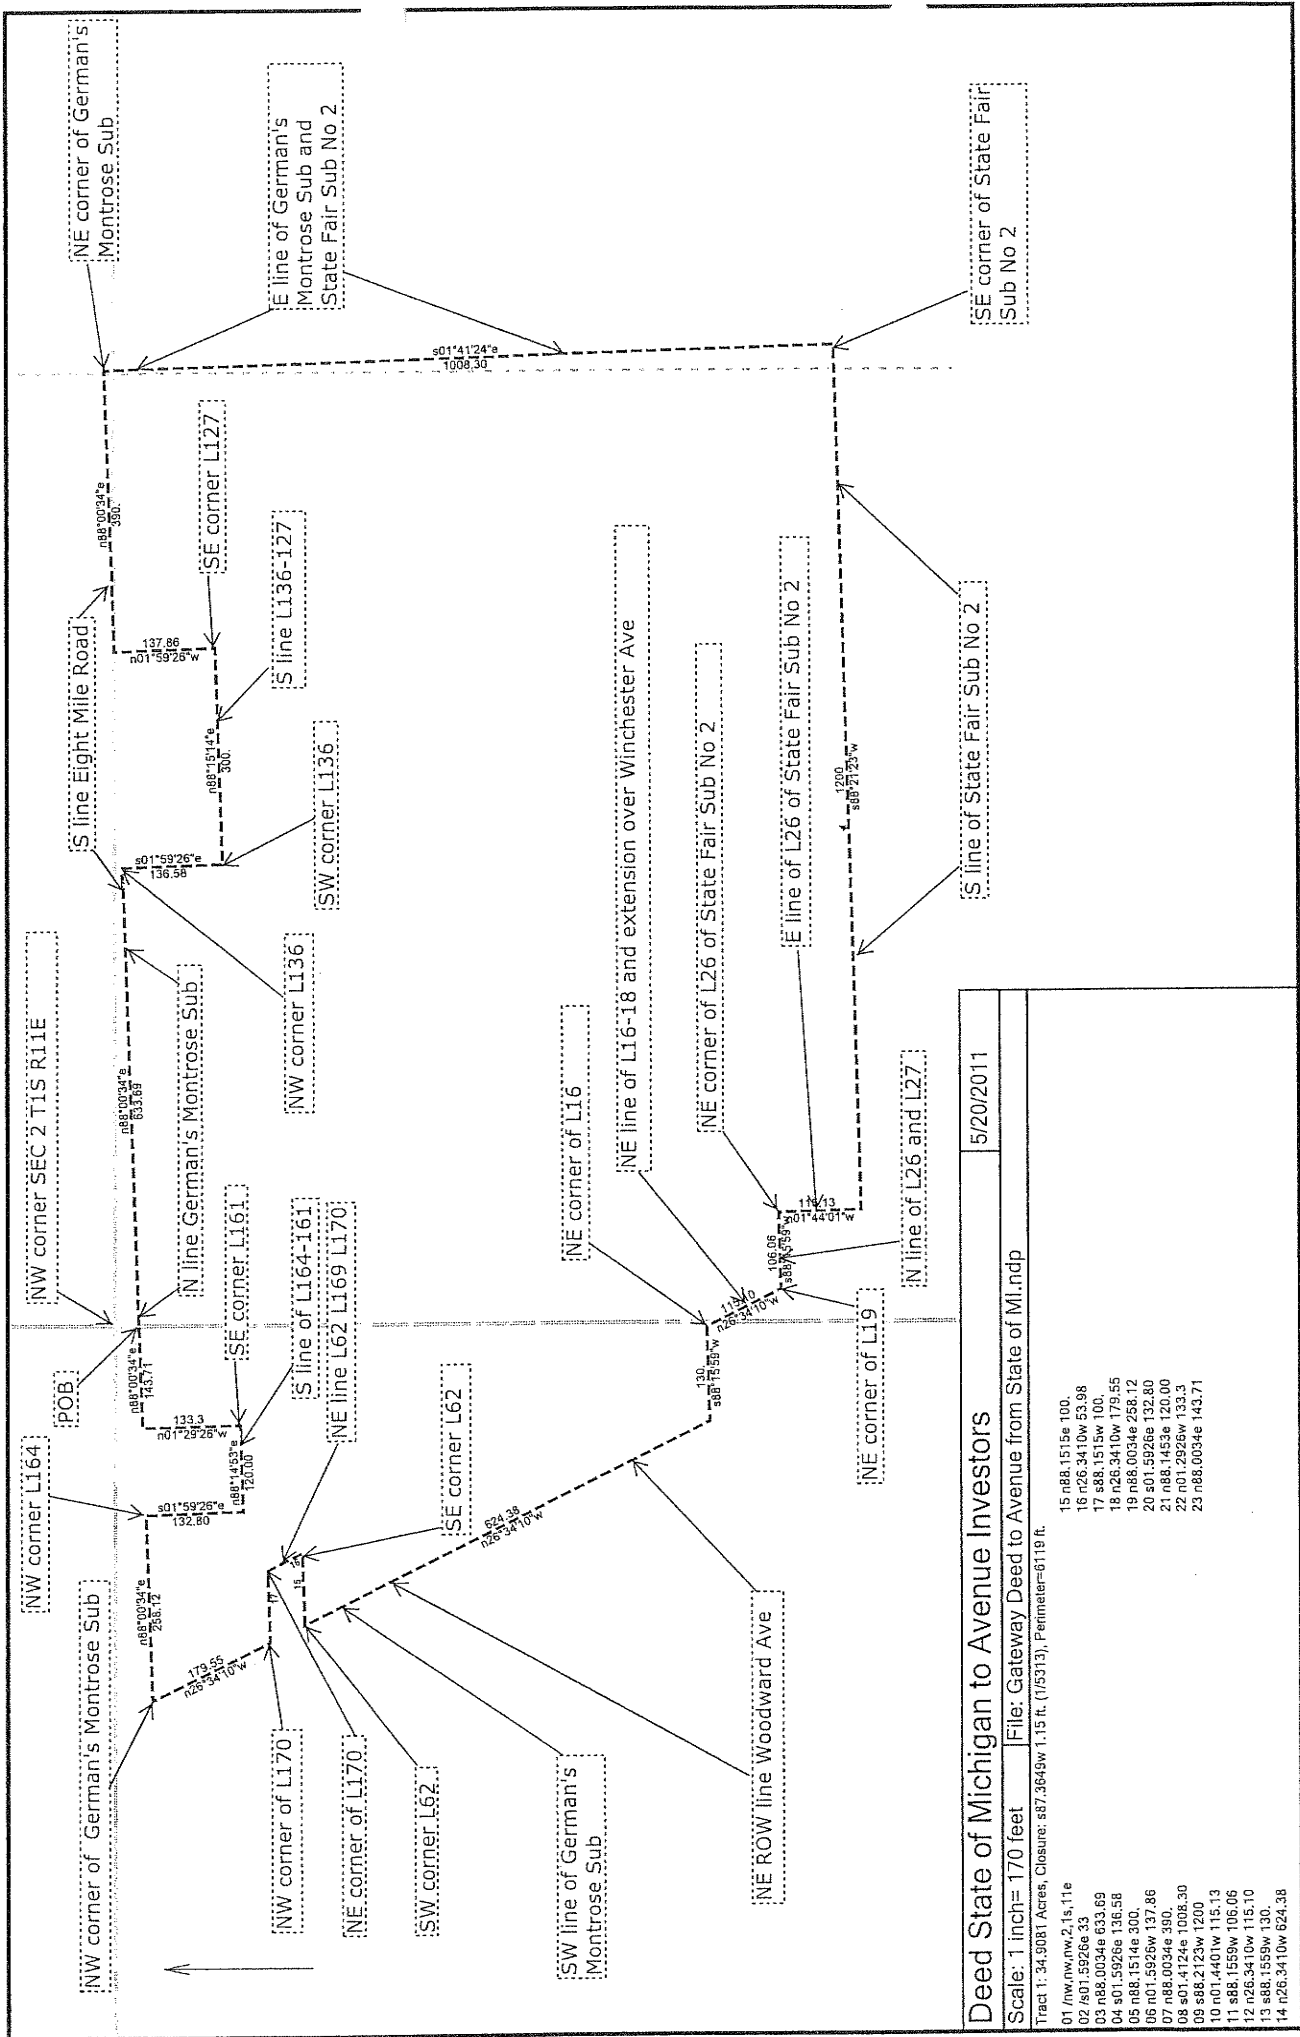 NW corner of German's Montrose Sub
NW corner L164
POB
NW corner SEC 2 T1S R11E
S line Eight Mile Road
NE corner of German's
Montrose Sub
n88°00'34"e
258.12
s01°59'26"e
132.80
n88°14'53"e
120.00
133.3
n01°29'26"w
n88°00'34"e
143.71
n88°00'34"e
633.69
s01°59'26"e
136.58
n88°15'14"e
300.
137.86
n01°59'26"w
n88°00'34"e
390.
SE corner L161
N line German's Montrose Sub
S line of L164-161
NE line L62 L169 L170
NW corner L136
SW corner L136
S line L136-127
SE corner L127
E line of German's
Montrose Sub and
State Fair Sub No 2
s01°41'24"e
1008.30
179.55
n26°34'10"w
17
16
15
NW corner of L170
NE corner of L170
SW corner L62
SE corner L62
SW line of German's
Montrose Sub
624.38
n26°34'10"w
NE ROW line Woodward Ave
130.
s88°15'59"w
NE corner of L16
NE line of L16-18 and extension over Winchester Ave
115.10
n26°34'10"w
NE corner of L26 of State Fair Sub No 2
106.06
s88°15'59"w
E line of L26 of State Fair Sub No 2
115.13
n01°44'01"w
NE corner of L19
N line of L26 and L27
1200
s88°21'23"w
S line of State Fair Sub No 2
SE corner of State Fair
Sub No 2
Deed State of Michigan to Avenue Investors
5/20/2011
Scale: 1 inch= 170 feet
File: Gateway Deed to Avenue from State of MI.ndp
Tract 1: 34.9081 Acres, Closure: s87.3649w 1.15 ft. (1/5313), Perimeter=6119 ft.
01 /nw,nw,nw,2,1s,11e
02 /s01.5926e 33
03 n88.0034e 633.69
04 s01.5926e 136.58
05 n88.1514e 300.
06 n01.5926w 137.86
07 n88.0034e 390.
08 s01.4124e 1008.30
09 s88.2123w 1200
10 n01.4401w 115.13
11 s88.1559w 106.06
12 n26.3410w 115.10
13 s88.1559w 130.
14 n26.3410w 624.38
15 n88.1515e 100.
16 n26.3410w 53.98
17 s88.1515w 100.
18 n26.3410w 179.55
19 n88.0034e 258.12
20 s01.5926e 132.80
21 n88.1453e 120.00
22 n01.2926w 133.3
23 n88.0034e 143.71